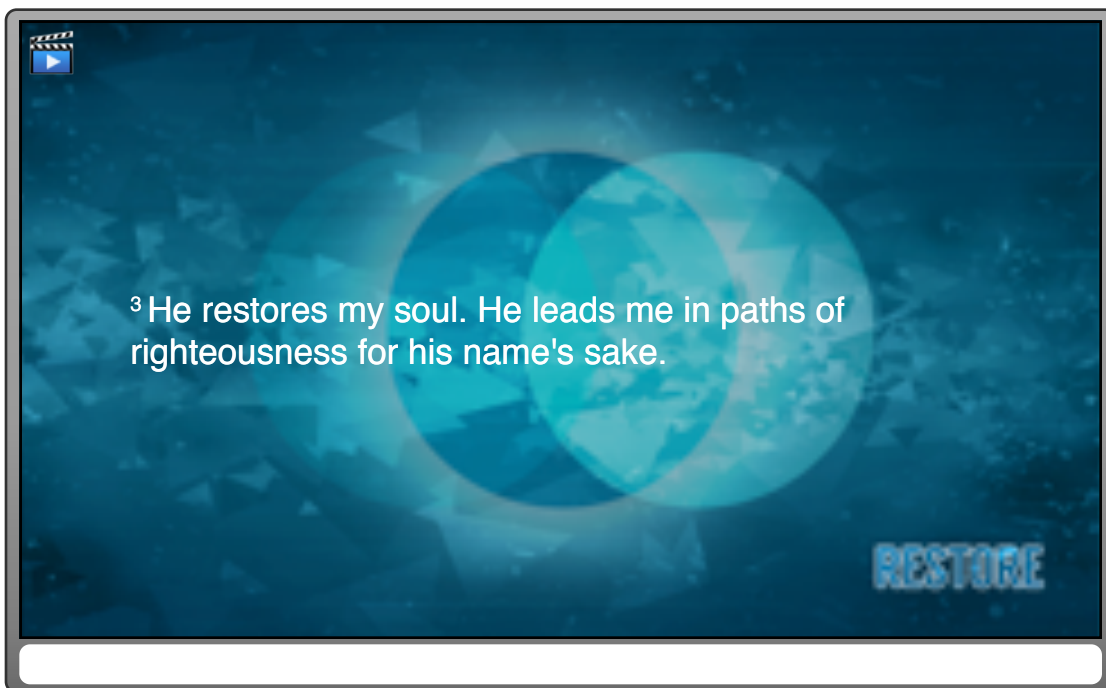 ³ He restores my soul. He leads me in paths of
righteousness for his name's sake.
RESTORE